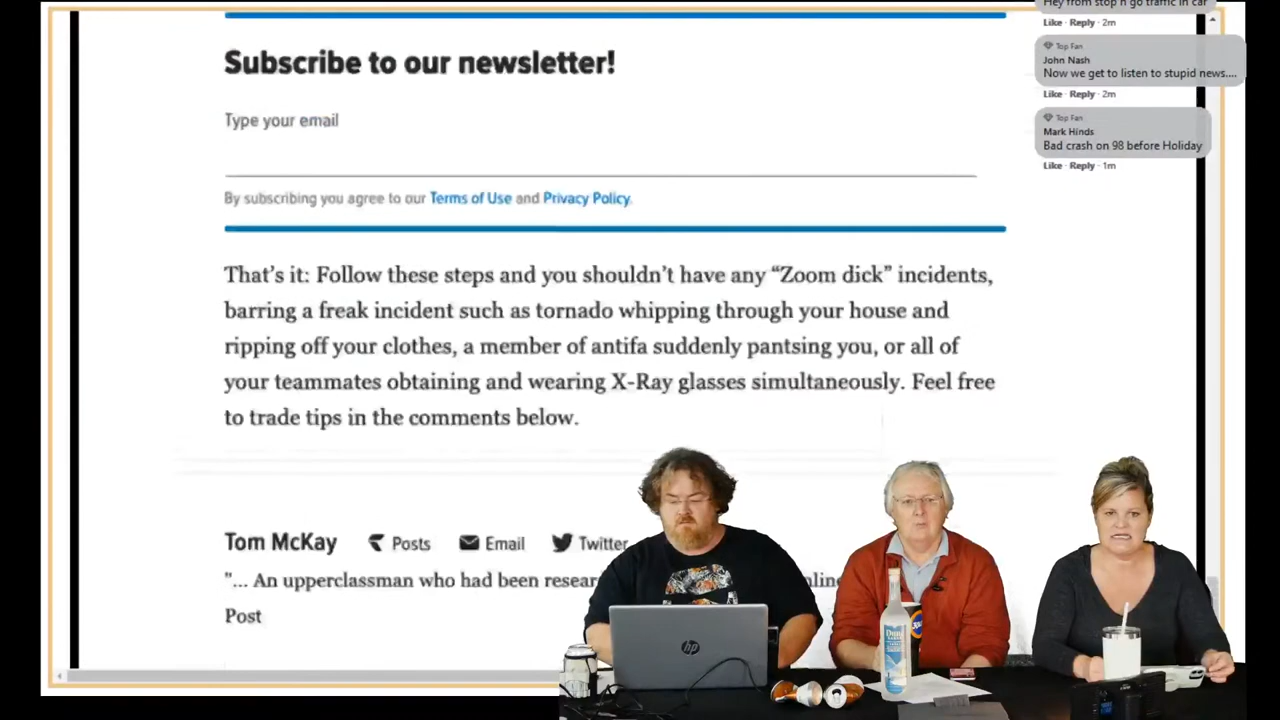 Subscribe to our newsletter!
Type your email
By subscribing you agree to our Terms of Use and Privacy Policy.
That’s it: Follow these steps and you shouldn’t have any “Zoom dick” incidents,
barring a freak incident such as tornado whipping through your house and
ripping off your clothes, a member of antifa suddenly pantsing you, or all of
your teammates obtaining and wearing X-Ray glasses simultaneously. Feel free
to trade tips in the comments below.
Tom McKay Posts Email Twitter
"... An upperclassman who had been
Post
Hey from stop n go traffic in car
Like · Reply · 2m
Top Fan
John Nash
Now we get to listen to stupid news....
Like · Reply · 2m
Top Fan
Mark Hinds
Bad crash on 98 before Holiday
Like · Reply · 1m
hp